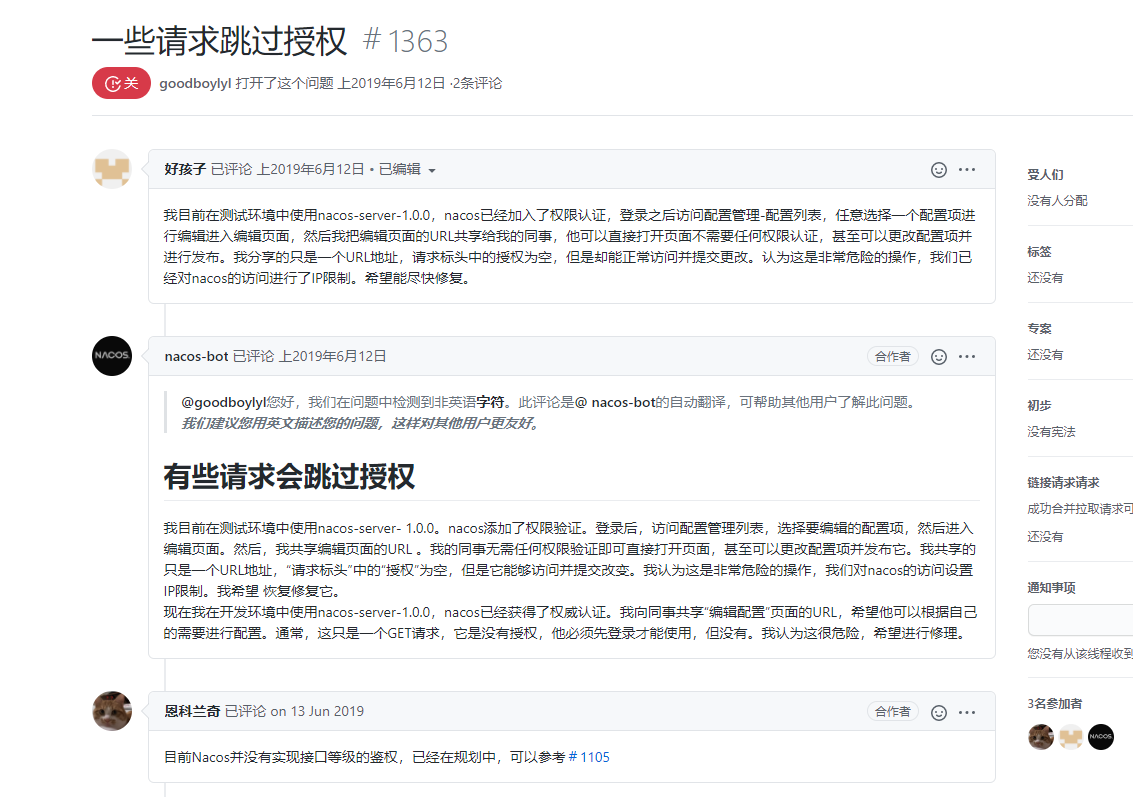 一些请求跳过授权 #1363
关 goodboylyl 打开了这个问题 上2019年6月12日 ·2条评论
好孩子 已评论 上2019年6月12日 • 已编辑
我目前在测试环境中使用nacos-server-1.0.0，nacos已经加入了权限认证，登录之后访问配置管理-配置列表，任意选择一个配置项进
行编辑进入编辑页面，然后我把编辑页面的URL共享给我的同事，他可以直接打开页面不需要任何权限认证，甚至可以更改配置项并
进行发布。我分享的只是一个URL地址，请求标头中的授权为空，但是却能正常访问并提交更改。认为这是非常危险的操作，我们已
经对nacos的访问进行了IP限制。希望能尽快修复。
NACOS.
nacos-bot 已评论 上2019年6月12日 合作者
@goodboylyl您好，我们在问题中检测到非英语字符。此评论是@ nacos-bot的自动翻译，可帮助其他用户了解此问题。
我们建议您用英文描述您的问题，这样对其他用户更友好。
有些请求会跳过授权
我目前在测试环境中使用nacos-server- 1.0.0。nacos添加了权限验证。登录后，访问配置管理列表，选择要编辑的配置项，然后进入
编辑页面。然后，我共享编辑页面的URL 。我的同事无需任何权限验证即可直接打开页面，甚至可以更改配置项并发布它。我共享的
只是一个URL地址，“请求标头”中的“授权”为空，但是它能够访问并提交改变。我认为这是非常危险的操作，我们对nacos的访问设置
IP限制。我希望 恢复修复它。
现在我在开发环境中使用nacos-server-1.0.0，nacos已经获得了权威认证。我向同事共享“编辑配置”页面的URL，希望他可以根据自己
的需要进行配置。通常，这只是一个GET请求，它是没有授权，他必须先登录才能使用，但没有。我认为这很危险，希望进行修理。
恩科兰奇 已评论 on 13 Jun 2019 合作者
目前Nacos并没有实现接口等级的鉴权，已经在规划中，可以参考＃1105
受人们
没有人分配
标签
还没有
专案
还没有
初步
没有宪法
链接请求请求
成功合并拉取请求可
还没有
通知事项
您没有从该线程收到
3名参加者
NACOS